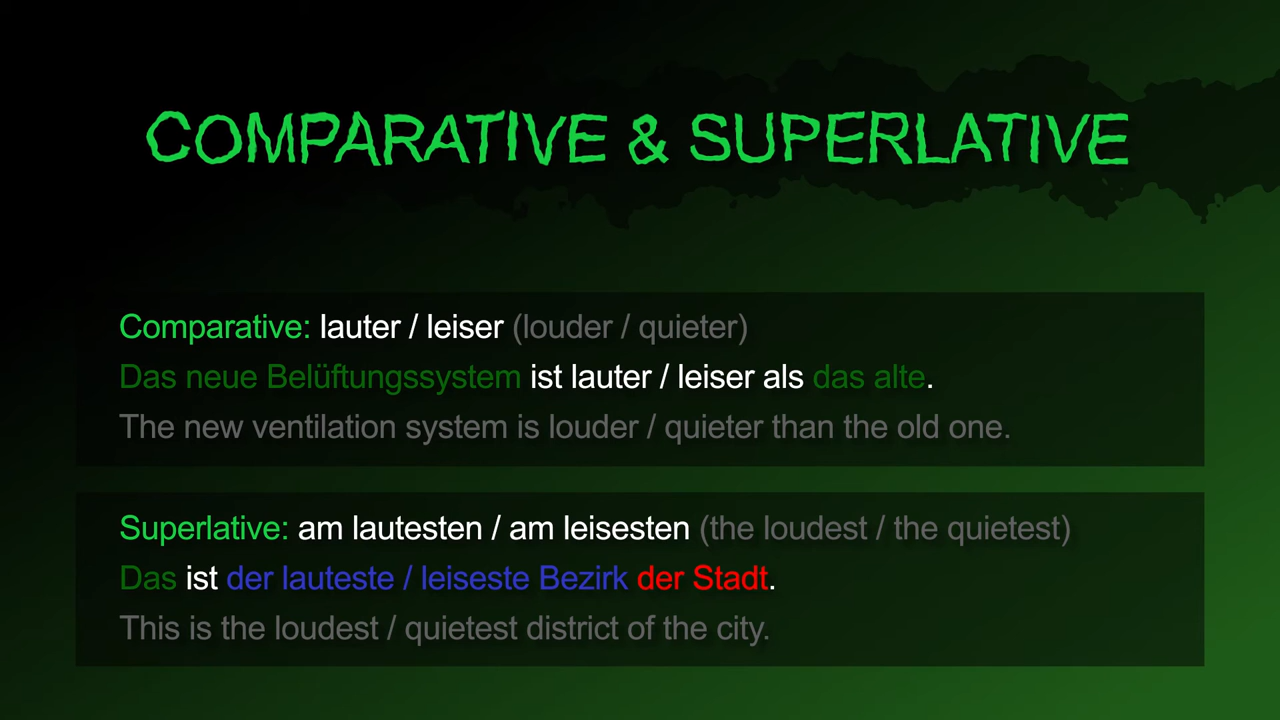 COMPARATIVE & SUPERLATIVE
Comparative: lauter / leiser (louder / quieter)
Das neue Belüftungssystem ist lauter / leiser als das alte.
The new ventilation system is louder / quieter than the old one.
Superlative: am lautesten / am leisesten (the loudest / the quietest)
Das ist der lauteste / leiseste Bezirk der Stadt.
This is the loudest / quietest district of the city.